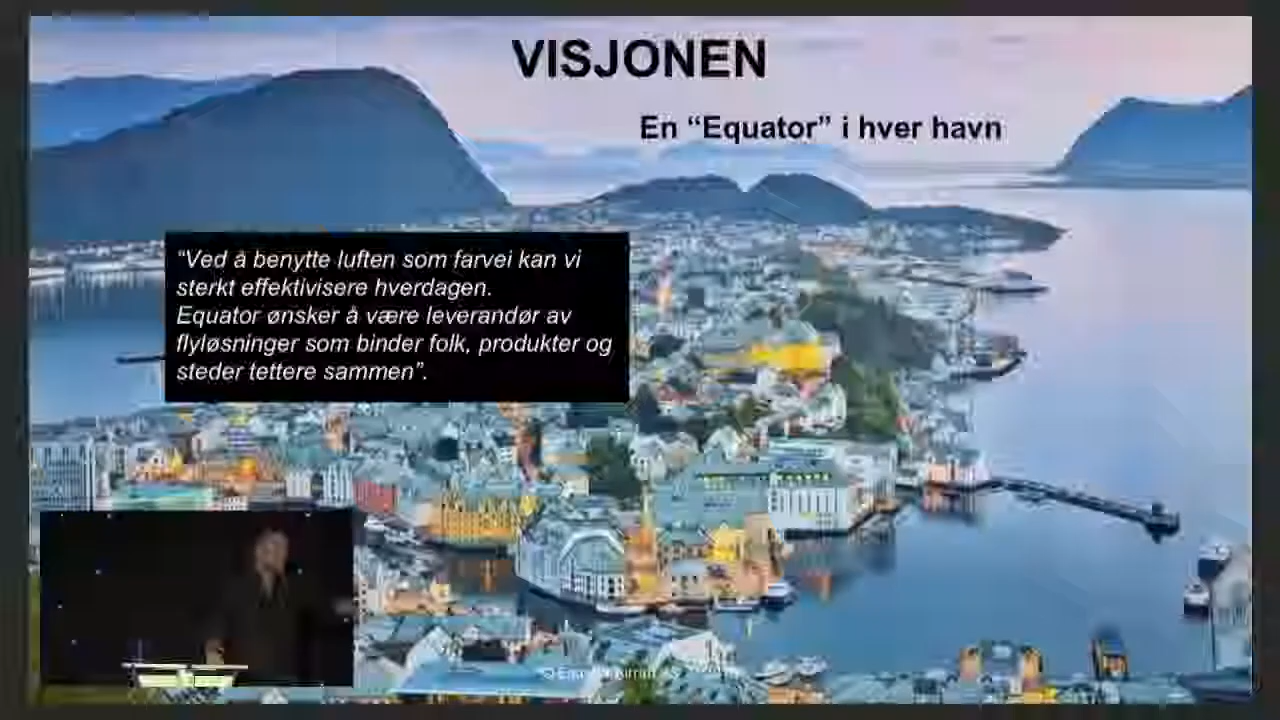 VISJONEN
En “Equator” i hver havn
“Ved å benytte luften som farvei kan vi
sterkt effektivisere hverdagen.
Equator ønsker å være leverandør av
flyløsninger som binder folk, produkter og
steder tettere sammen”.